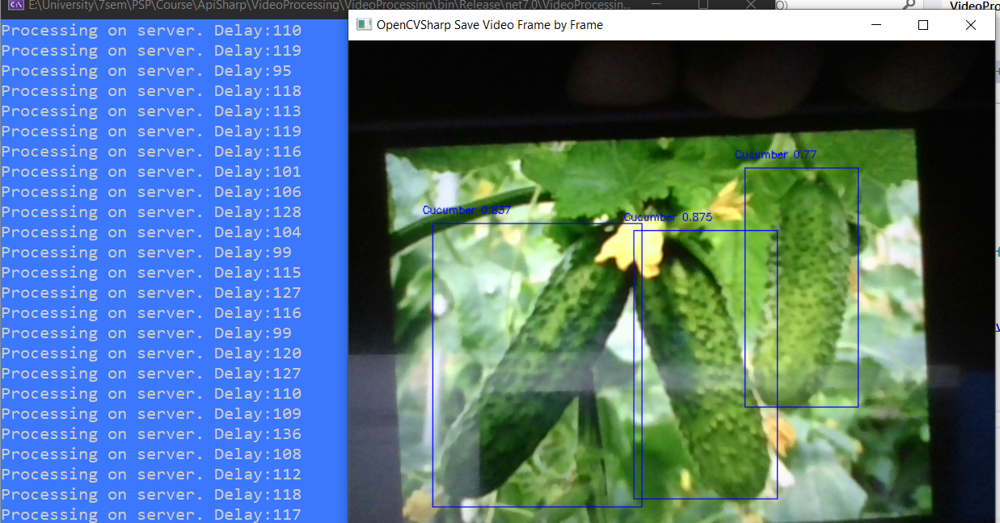 E:\University\7sem\PSP\Course\ApiSharp\VideoProcessing\VideoProcessing\bin\Release\net7.0\VideoProcessin...
VideoPro
Processing on server. Delay:110
Processing on server. Delay:119
Processing on server. Delay:95
Processing on server. Delay:118
Processing on server. Delay:113
Processing on server. Delay:119
Processing on server. Delay:116
Processing on server. Delay:101
Processing on server. Delay:106
Processing on server. Delay:128
Processing on server. Delay:104
Processing on server. Delay:99
Processing on server. Delay:115
Processing on server. Delay:127
Processing on server. Delay:116
Processing on server. Delay:99
Processing on server. Delay:120
Processing on server. Delay:127
Processing on server. Delay:110
Processing on server. Delay:109
Processing on server. Delay:136
Processing on server. Delay:108
Processing on server. Delay:112
Processing on server. Delay:118
Processing on server. Delay:117
OpenCVSharp Save Video Frame by Frame
Cucumber 0.77
Cucumber 0.837
Cucumber 0.875